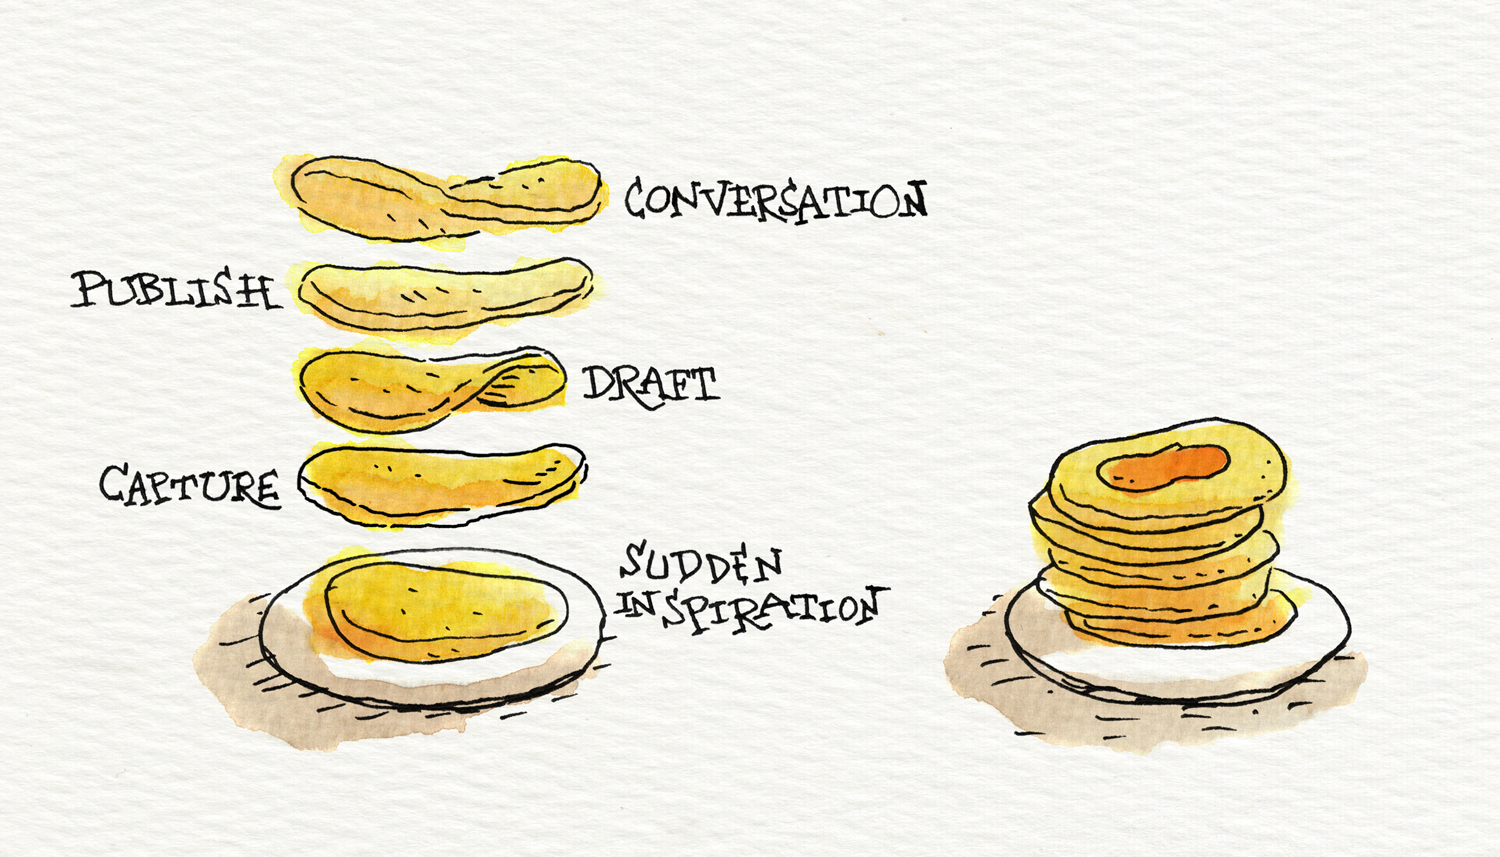 CONVERSATION
PUBLISH
DRAFT
CAPTURE
SUDDEN
INSPIRATION